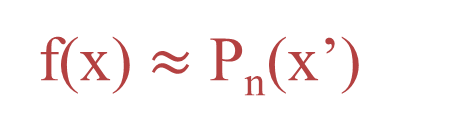 f(x) ≈ Pₙ(x’)